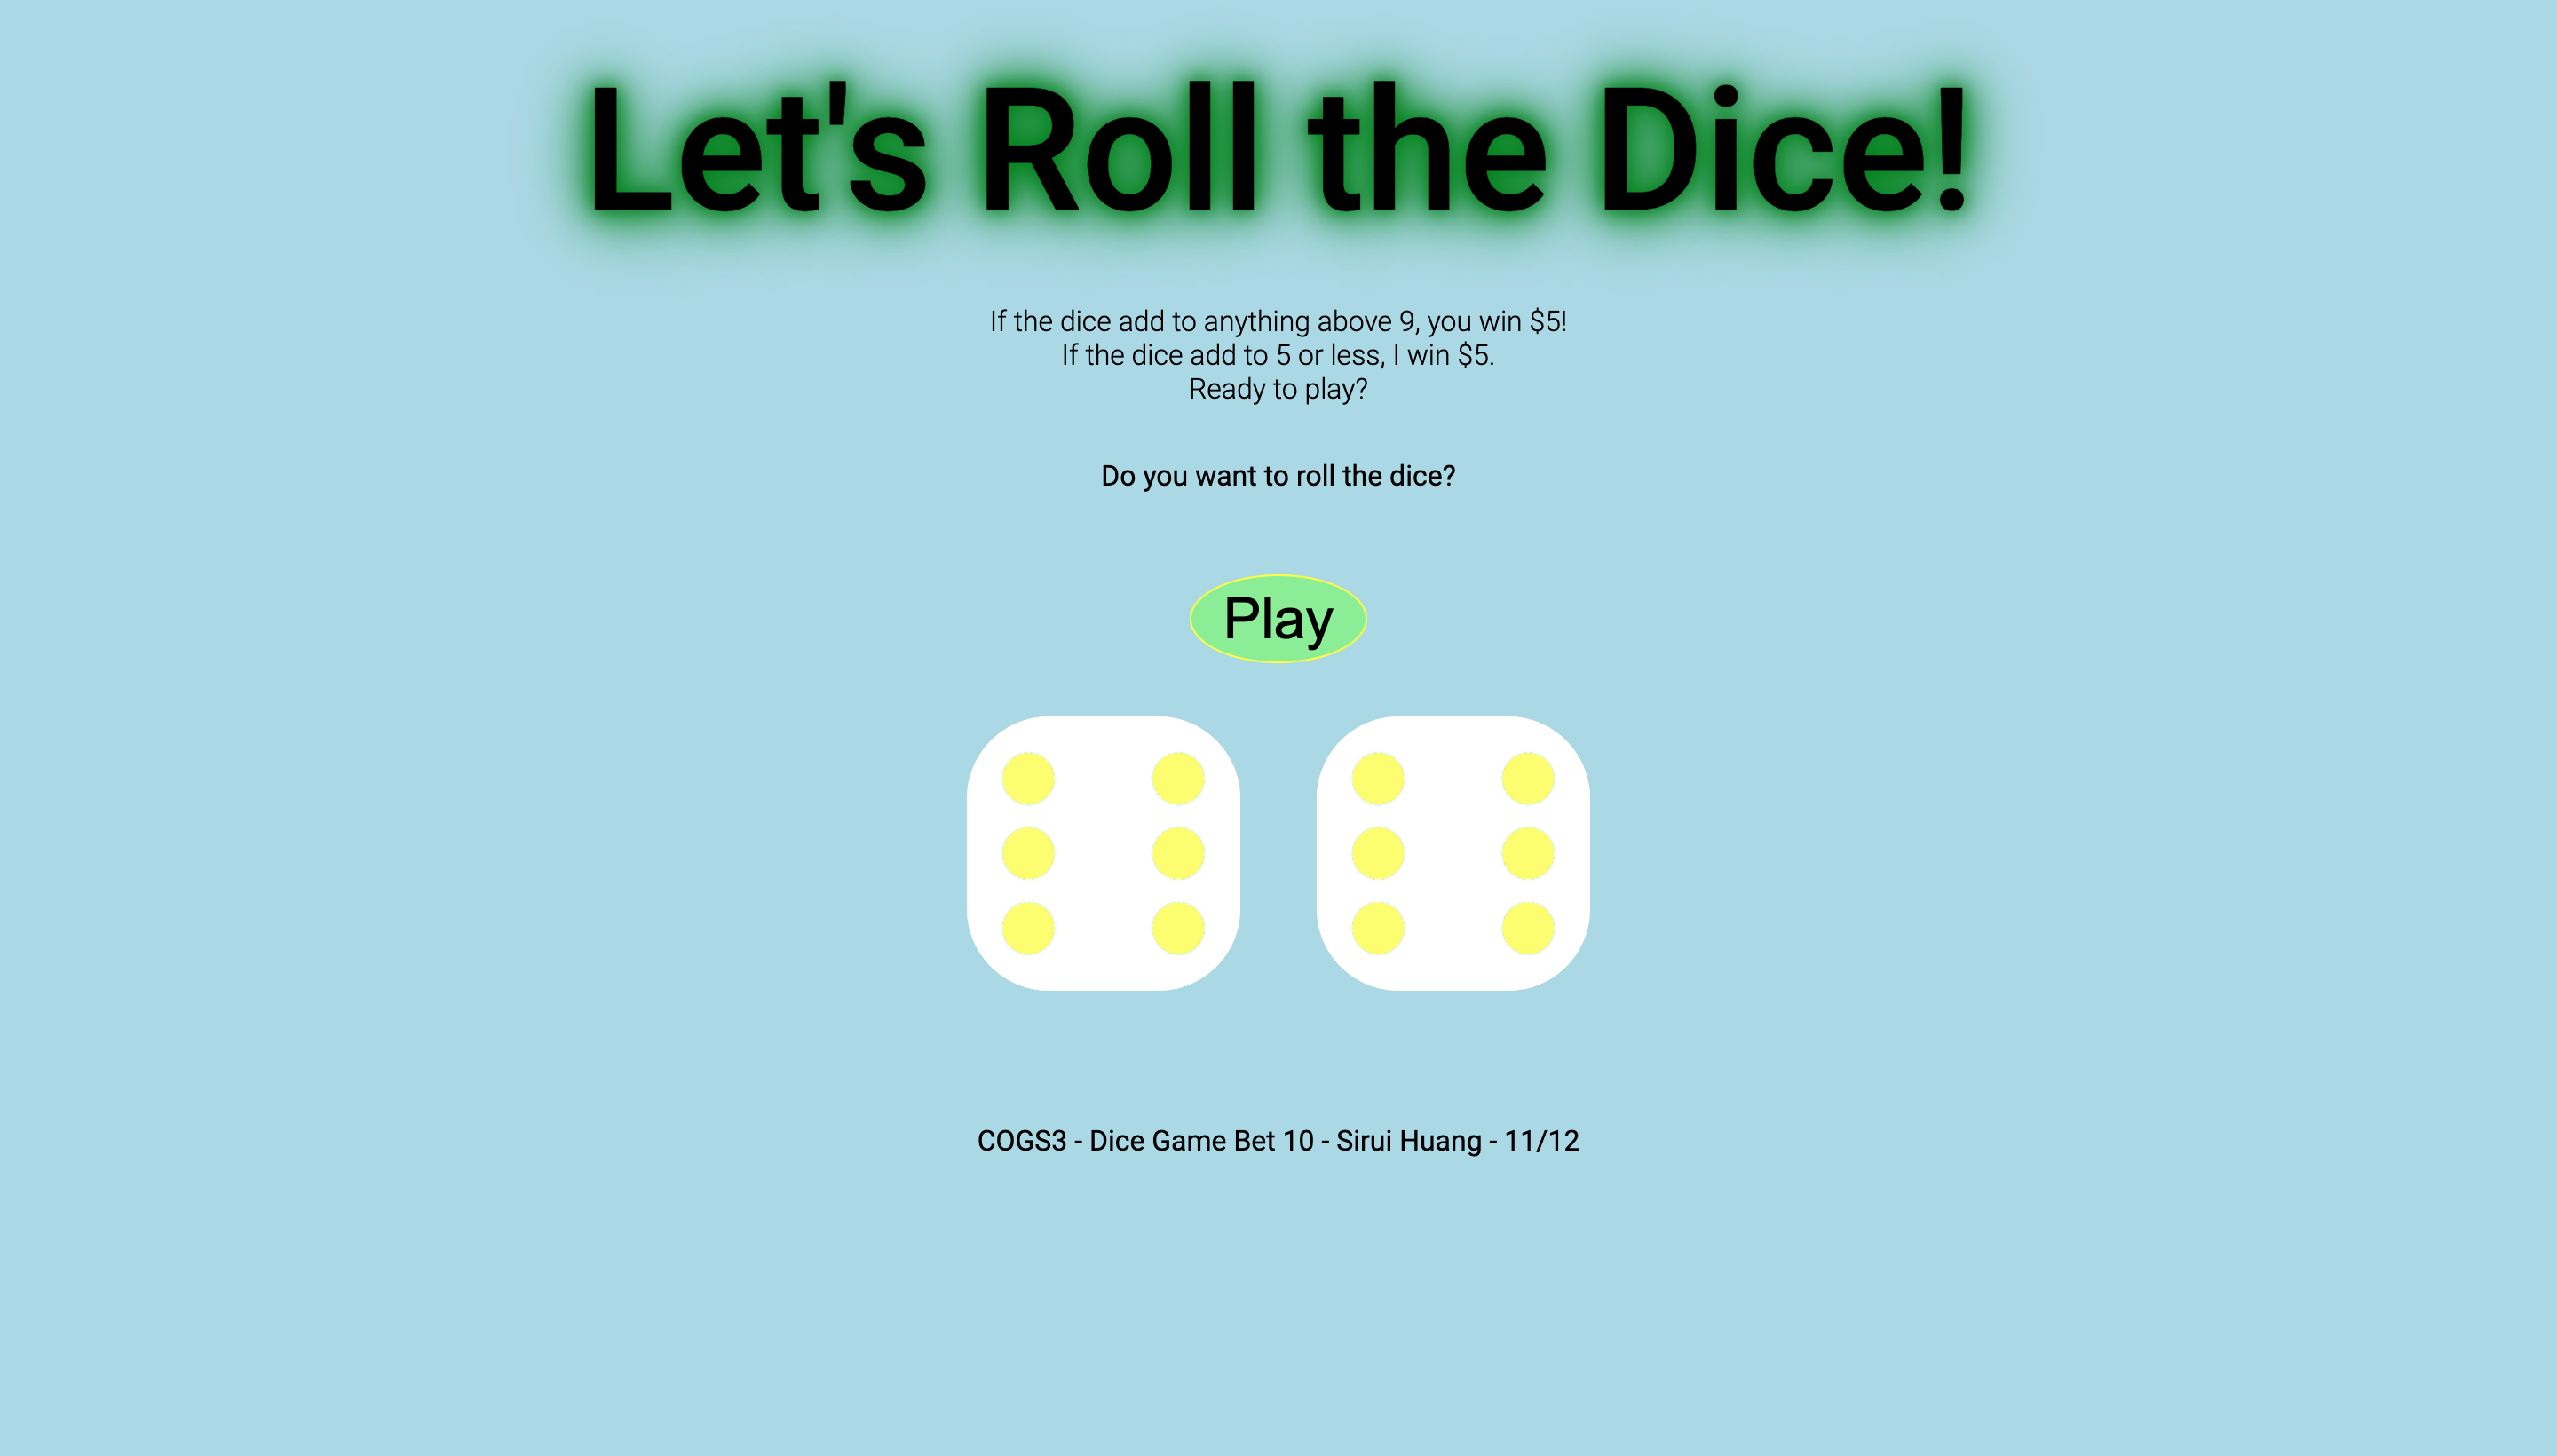 Let's Roll the Dice!
If the dice add to anything above 9, you win $5!
If the dice add to 5 or less, I win $5.
Ready to play?
Do you want to roll the dice?
Play
COGS3 - Dice Game Bet 10 - Sirui Huang - 11/12